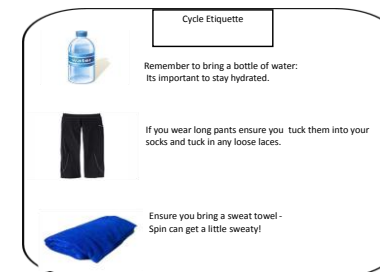 Cycle Etiquette
Remember to bring a bottle of water:
Its important to stay hydrated.
If you wear long pants ensure you tuck them into your
socks and tuck in any loose laces.
Ensure you bring a sweat towel -
Spin can get a little sweaty!